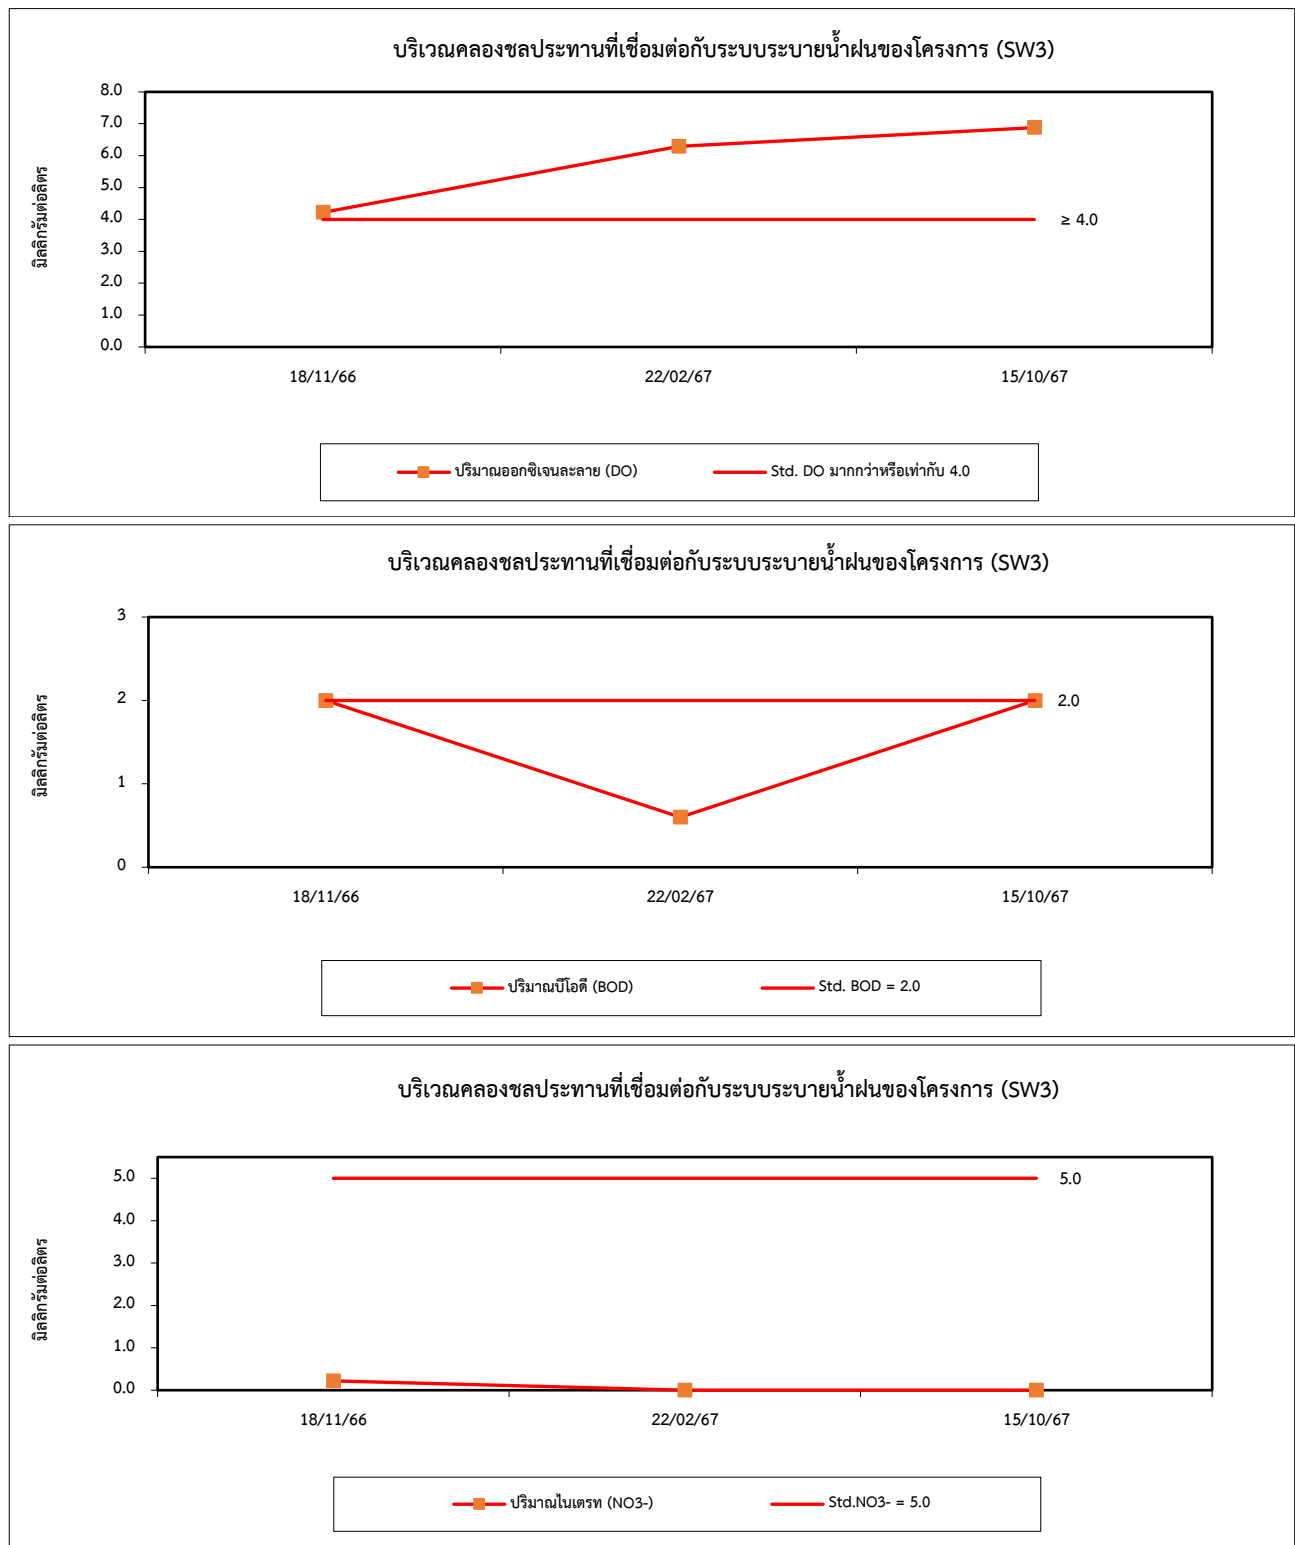 บริเวณคลองชลประทานที่เชื่อมต่อกับระบบระบายน้ำฝนของโครงการ (SW3)
มิลลิกรัมต่อลิตร
8.0
7.0
6.0
5.0
4.0
3.0
2.0
1.0
0.0
≥ 4.0
18/11/66 22/02/67 15/10/67
ปริมาณออกซิเจนละลาย (DO) Std. DO มากกว่าหรือเท่ากับ 4.0
บริเวณคลองชลประทานที่เชื่อมต่อกับระบบระบายน้ำฝนของโครงการ (SW3)
มิลลิกรัมต่อลิตร
3
2
1
0
2.0
18/11/66 22/02/67 15/10/67
ปริมาณบีโอดี (BOD) Std. BOD = 2.0
บริเวณคลองชลประทานที่เชื่อมต่อกับระบบระบายน้ำฝนของโครงการ (SW3)
มิลลิกรัมต่อลิตร
5.0
4.0
3.0
2.0
1.0
0.0
5.0
18/11/66 22/02/67 15/10/67
ปริมาณไนเตรท (NO3-) Std.NO3- = 5.0